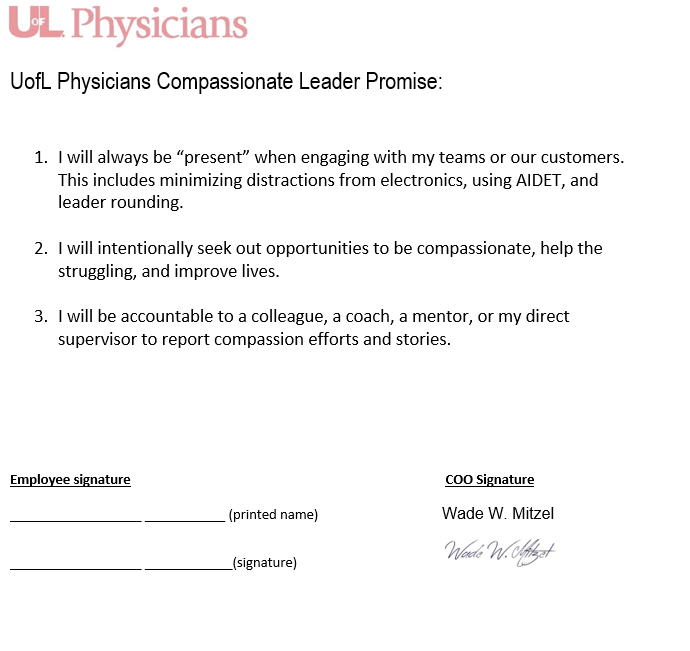 UofL Physicians
UofL Physicians Compassionate Leader Promise:
1. I will always be “present” when engaging with my teams or our customers.
This includes minimizing distractions from electronics, using AIDET, and
leader rounding.
2. I will intentionally seek out opportunities to be compassionate, help the
struggling, and improve lives.
3. I will be accountable to a colleague, a coach, a mentor, or my direct
supervisor to report compassion efforts and stories.
Employee signature COO Signature
____________________ ____________ (printed name) Wade W. Mitzel
____________________ _____________(signature) Wade W. Mitzel